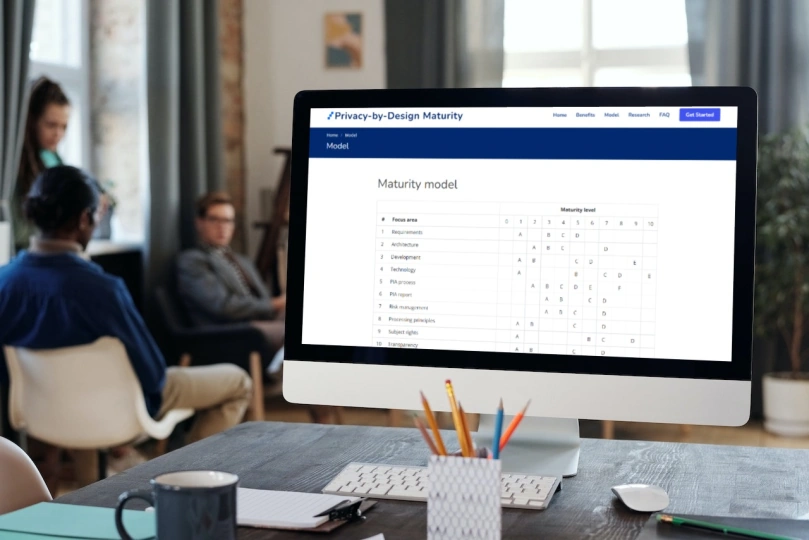 Privacy-by-Design Maturity
Home Benefits Model Research FAQ Get Started
Home / Model
Model
Maturity model
Maturity level
# Focus area 0 1 2 3 4 5 6 7 8 9 10
1 Requirements A B C D
2 Architecture A B C D
3 Development A B C D E
4 Technology A B C D E
5 PIA process A B C D E F
6 PIA report A B C D
7 Risk management A B C D
8 Processing principles A B C D
9 Subject rights A B C D
10 Transparency A B C D